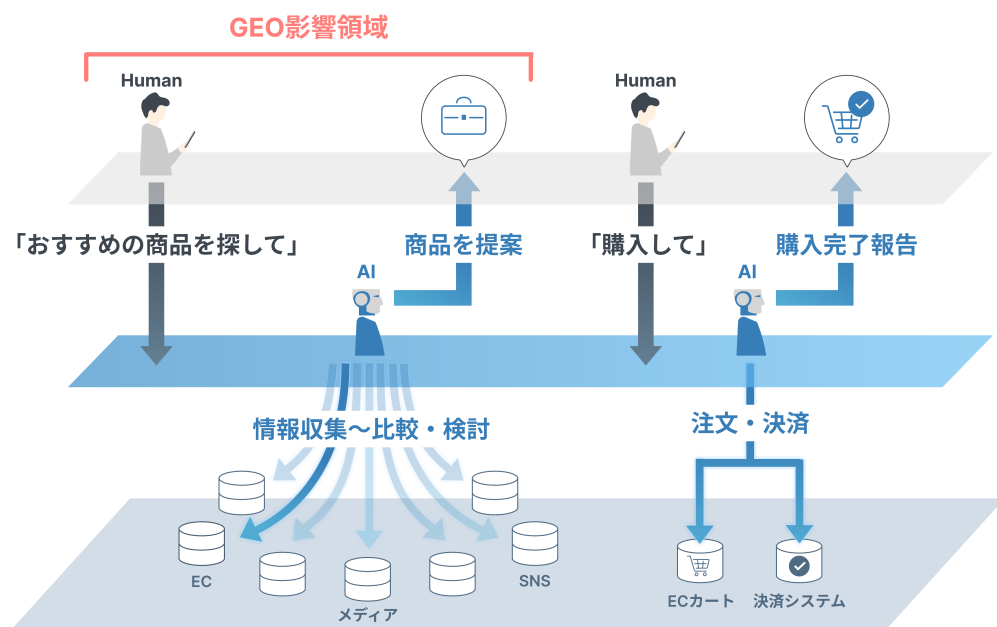 GEO影響領域
Human
Human
「おすすめの商品を探して」
商品を提案
「購入して」
購入完了報告
AI
AI
情報収集～比較・検討
注文・決済
EC
メディア
SNS
ECカート
決済システム